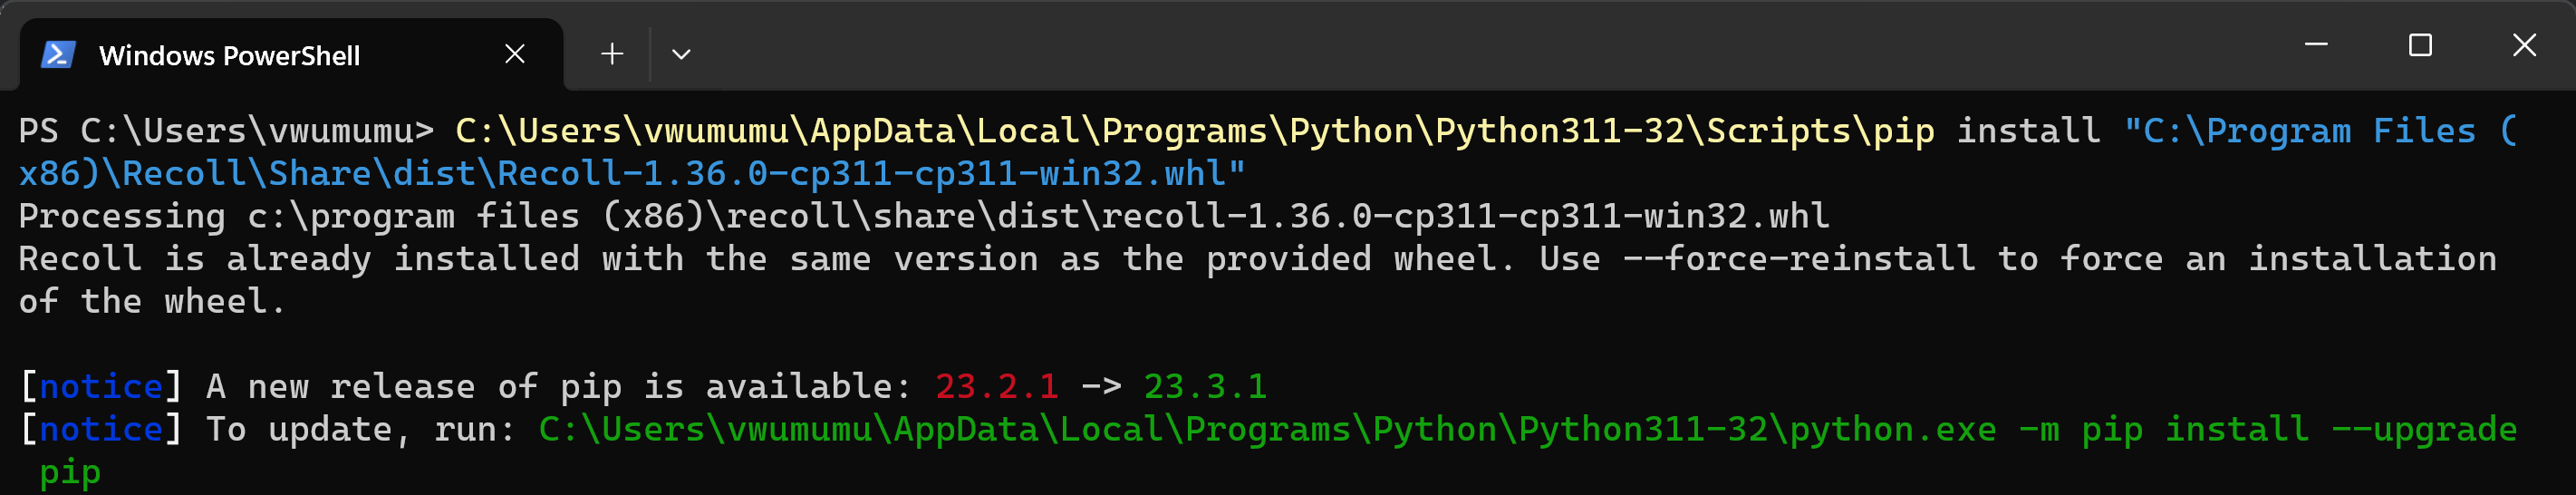 Windows PowerShell
PS C:\Users\vwumumu> C:\Users\vwumumu\AppData\Local\Programs\Python\Python311-32\Scripts\pip install "C:\Program Files (
x86)\Recoll\Share\dist\Recoll-1.36.0-cp311-cp311-win32.whl"
Processing c:\program files (x86)\recoll\share\dist\recoll-1.36.0-cp311-cp311-win32.whl
Recoll is already installed with the same version as the provided wheel. Use --force-reinstall to force an installation
of the wheel.
[notice] A new release of pip is available: 23.2.1 -> 23.3.1
[notice] To update, run: C:\Users\vwumumu\AppData\Local\Programs\Python\Python311-32\python.exe -m pip install --upgrade
pip